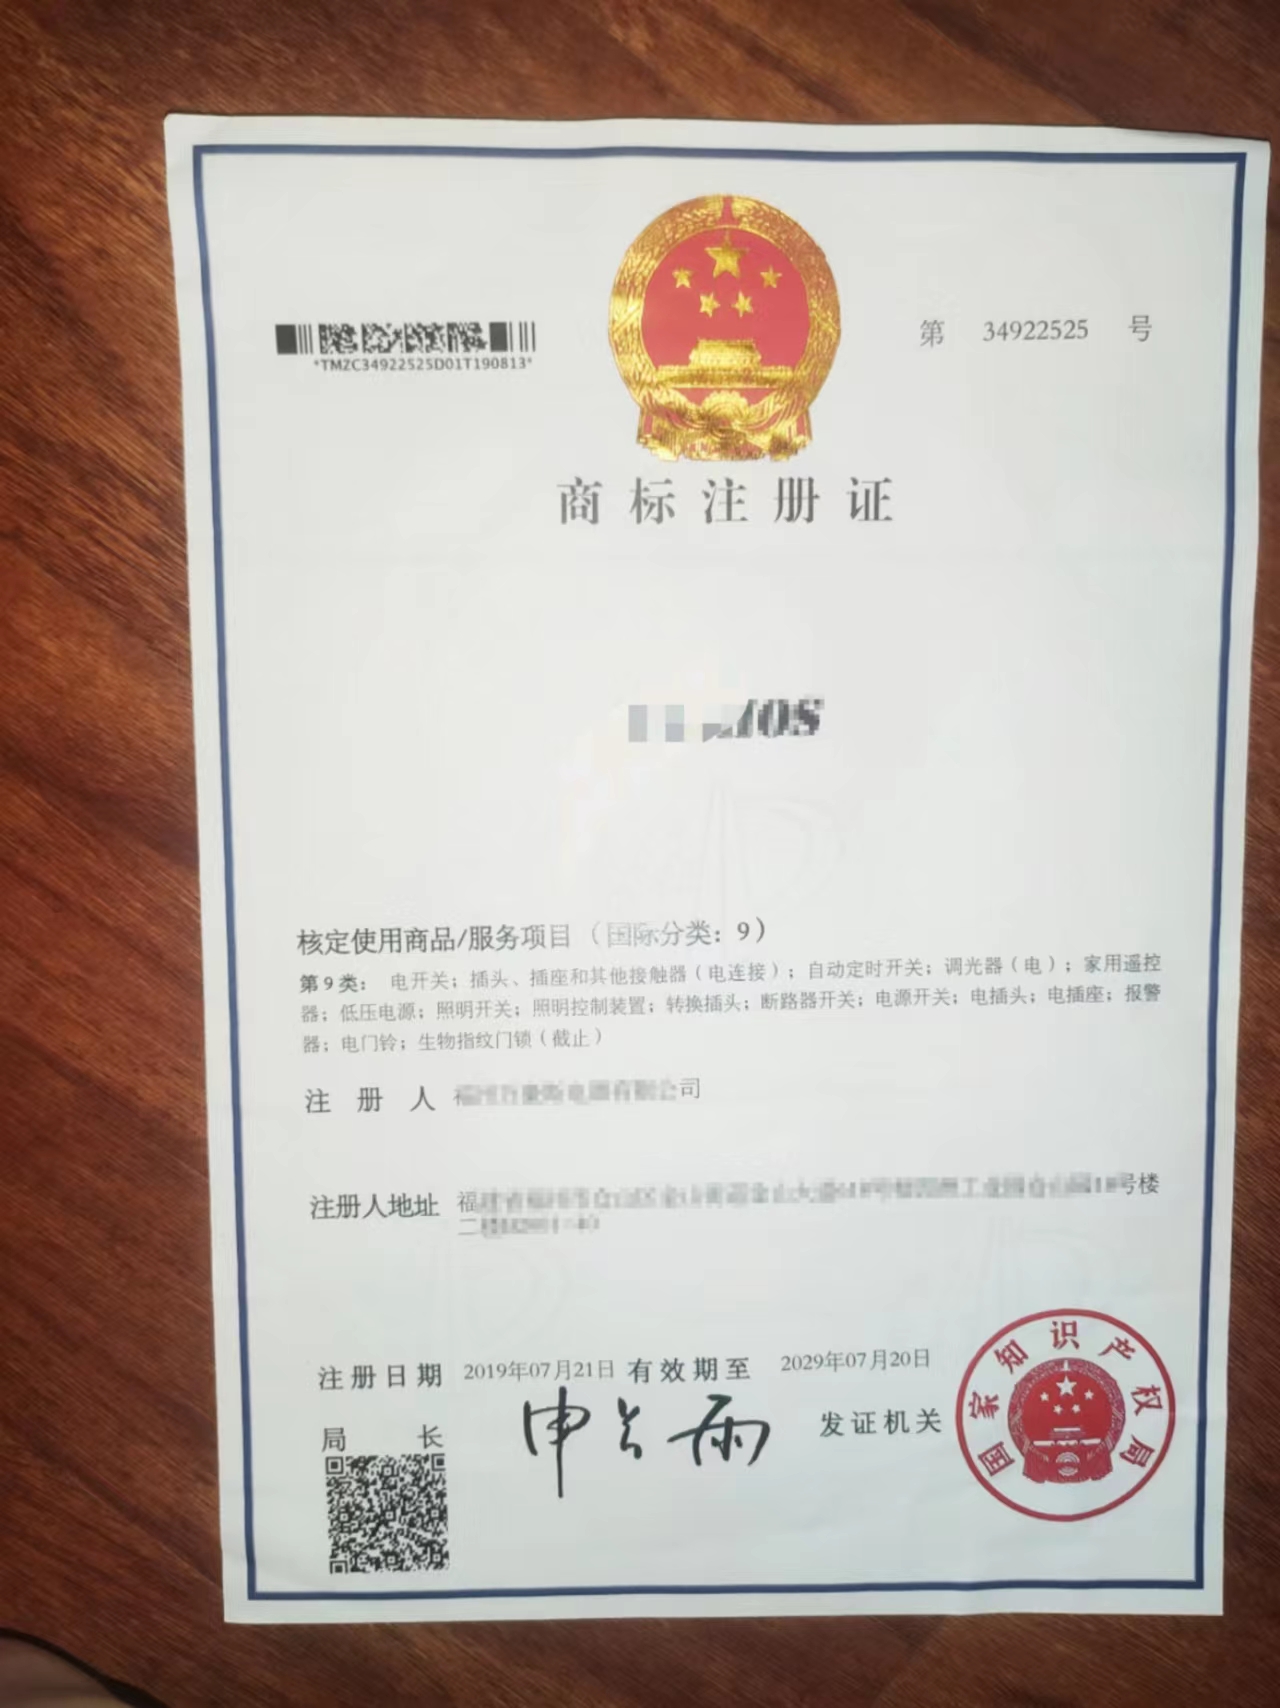 第 34922525 号
*TMZC34922525D01T190813*
商标注册证
核定使用商品/服务项目（国际分类：9）
第9类： 电开关；插头、插座和其他接触器（电连接）；自动定时开关；调光器（电）；家用遥控
器；低压电源；照明开关；照明控制装置；转换插头；断路器开关；电源开关；电插头；电插座；报警
器；电门铃；生物指纹门锁（截止）
注册人 司
注册人地址 福 号楼
二
注册日期 2019年07月21日 有效期至 2029年07月20日
局长 申长雨 发证机关
国家知识产权局